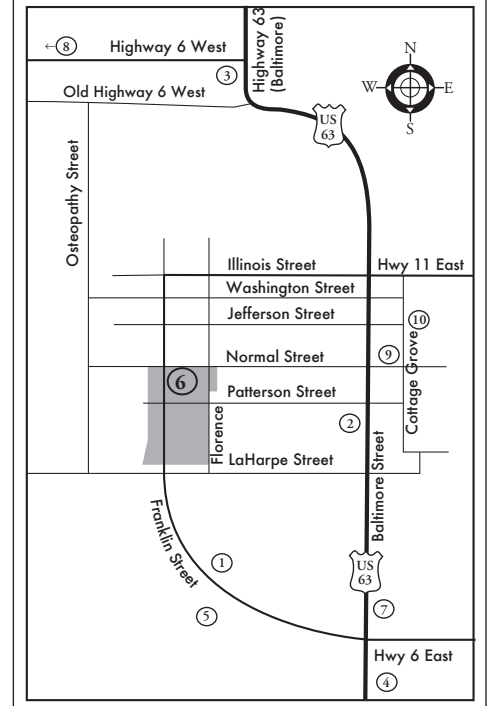 ←⑧ Highway 6 West
Highway 63
(Baltimore)
③
Old Highway 6 West
N
W E
S
US
63
Osteopathy Street
Illinois Street Hwy 11 East
Washington Street
Jefferson Street
⑩
Normal Street
⑨
Cottage Grove
⑥
Patterson Street
②
Florence
LaHarpe Street
Baltimore Street
Franklin Street
①
US
63
⑤
⑦
Hwy 6 East
④